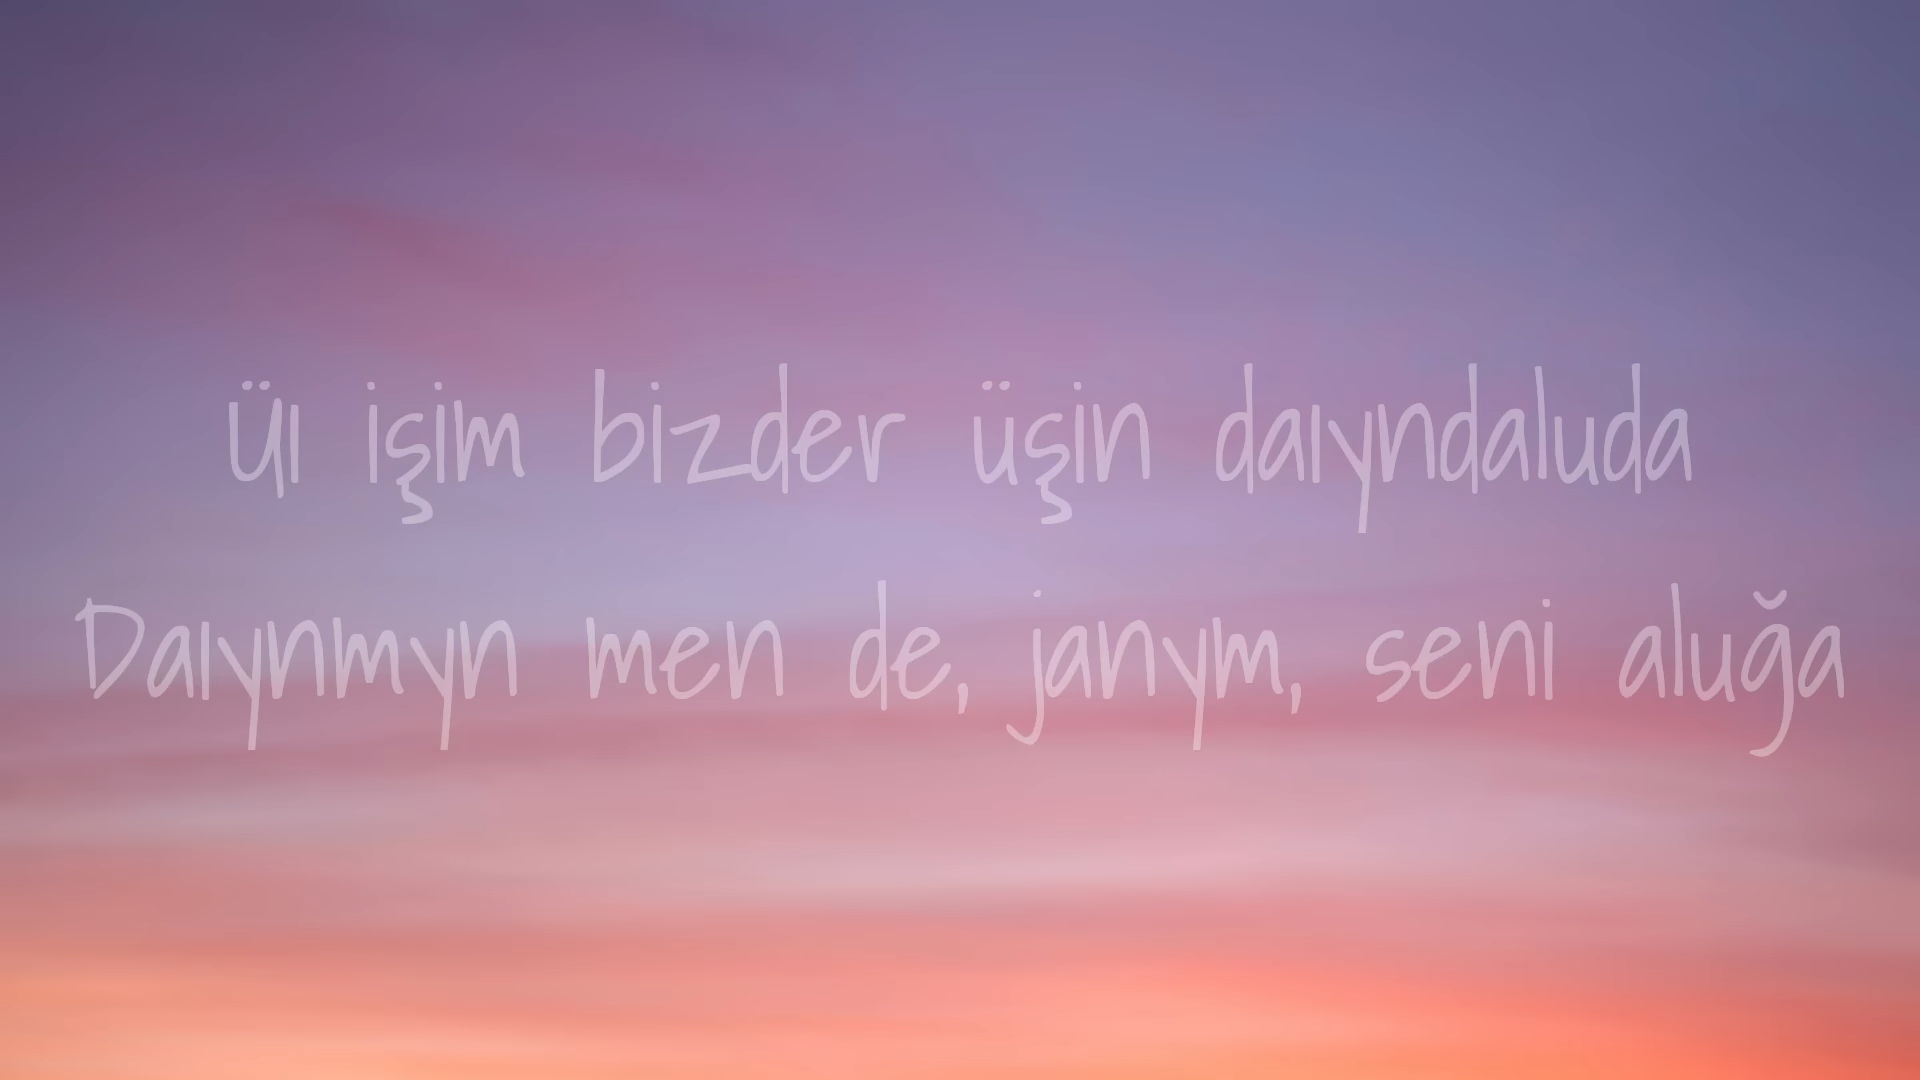 Üı işim bizder üşin daıyndaluda
Daıynmyn men de, janym, seni aluğa